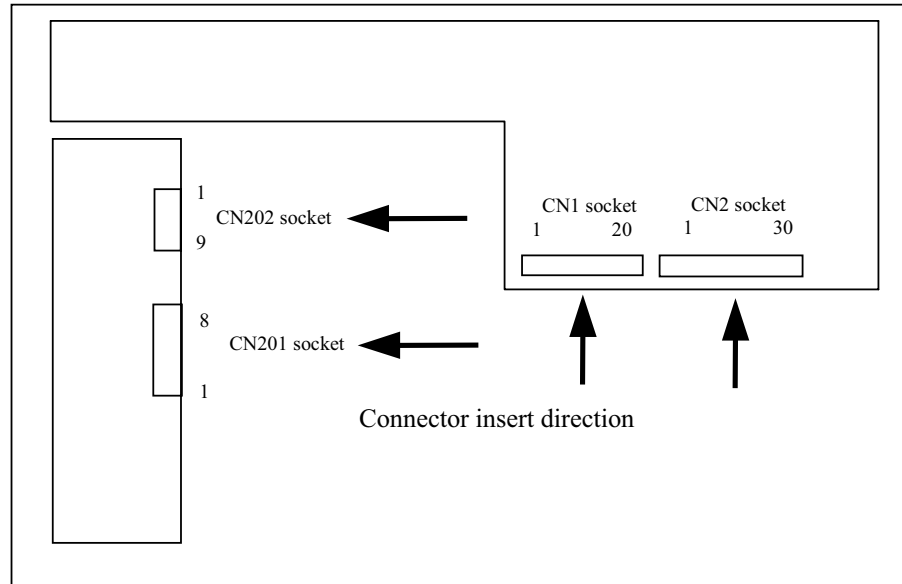 CN1 socket
1 20
CN2 socket
1 30
1
CN202 socket
9
8
CN201 socket
1
Connector insert direction